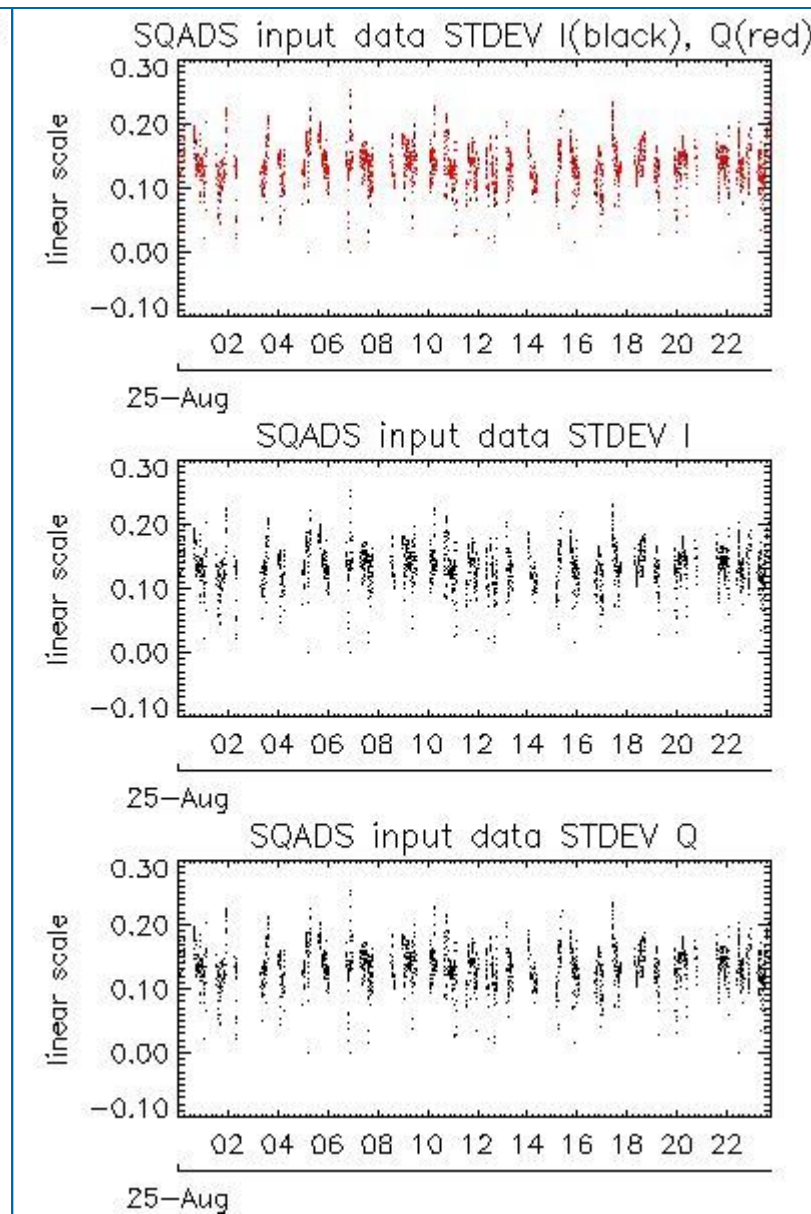 SQADS input data STDEV I(black), Q(red)
0.30
0.20
0.10
0.00
−0.10
linear scale
02 04 06 08 10 12 14 16 18 20 22
25−Aug
SQADS input data STDEV I
0.30
0.20
0.10
0.00
−0.10
linear scale
02 04 06 08 10 12 14 16 18 20 22
25−Aug
SQADS input data STDEV Q
0.30
0.20
0.10
0.00
−0.10
linear scale
02 04 06 08 10 12 14 16 18 20 22
25−Aug